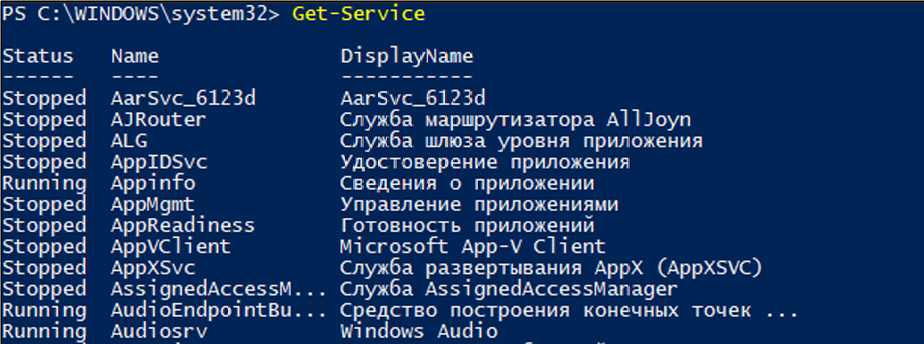 PS C:\WINDOWS\system32> Get-Service
Status Name DisplayName
------ ---- -----------
Stopped AarSvc_6123d AarSvc_6123d
Stopped AJRouter Служба маршрутизатора AllJoyn
Stopped ALG Служба шлюза уровня приложения
Stopped AppIDSvc Удостоверение приложения
Running Appinfo Сведения о приложении
Stopped AppMgmt Управление приложениями
Stopped AppReadiness Готовность приложений
Stopped AppVClient Microsoft App-V Client
Stopped AppXSvc Служба развертывания AppX (AppXSVC)
Stopped AssignedAccessM... Служба AssignedAccessManager
Running AudioEndpointBu... Средство построения конечных точек ...
Running Audiosrv Windows Audio